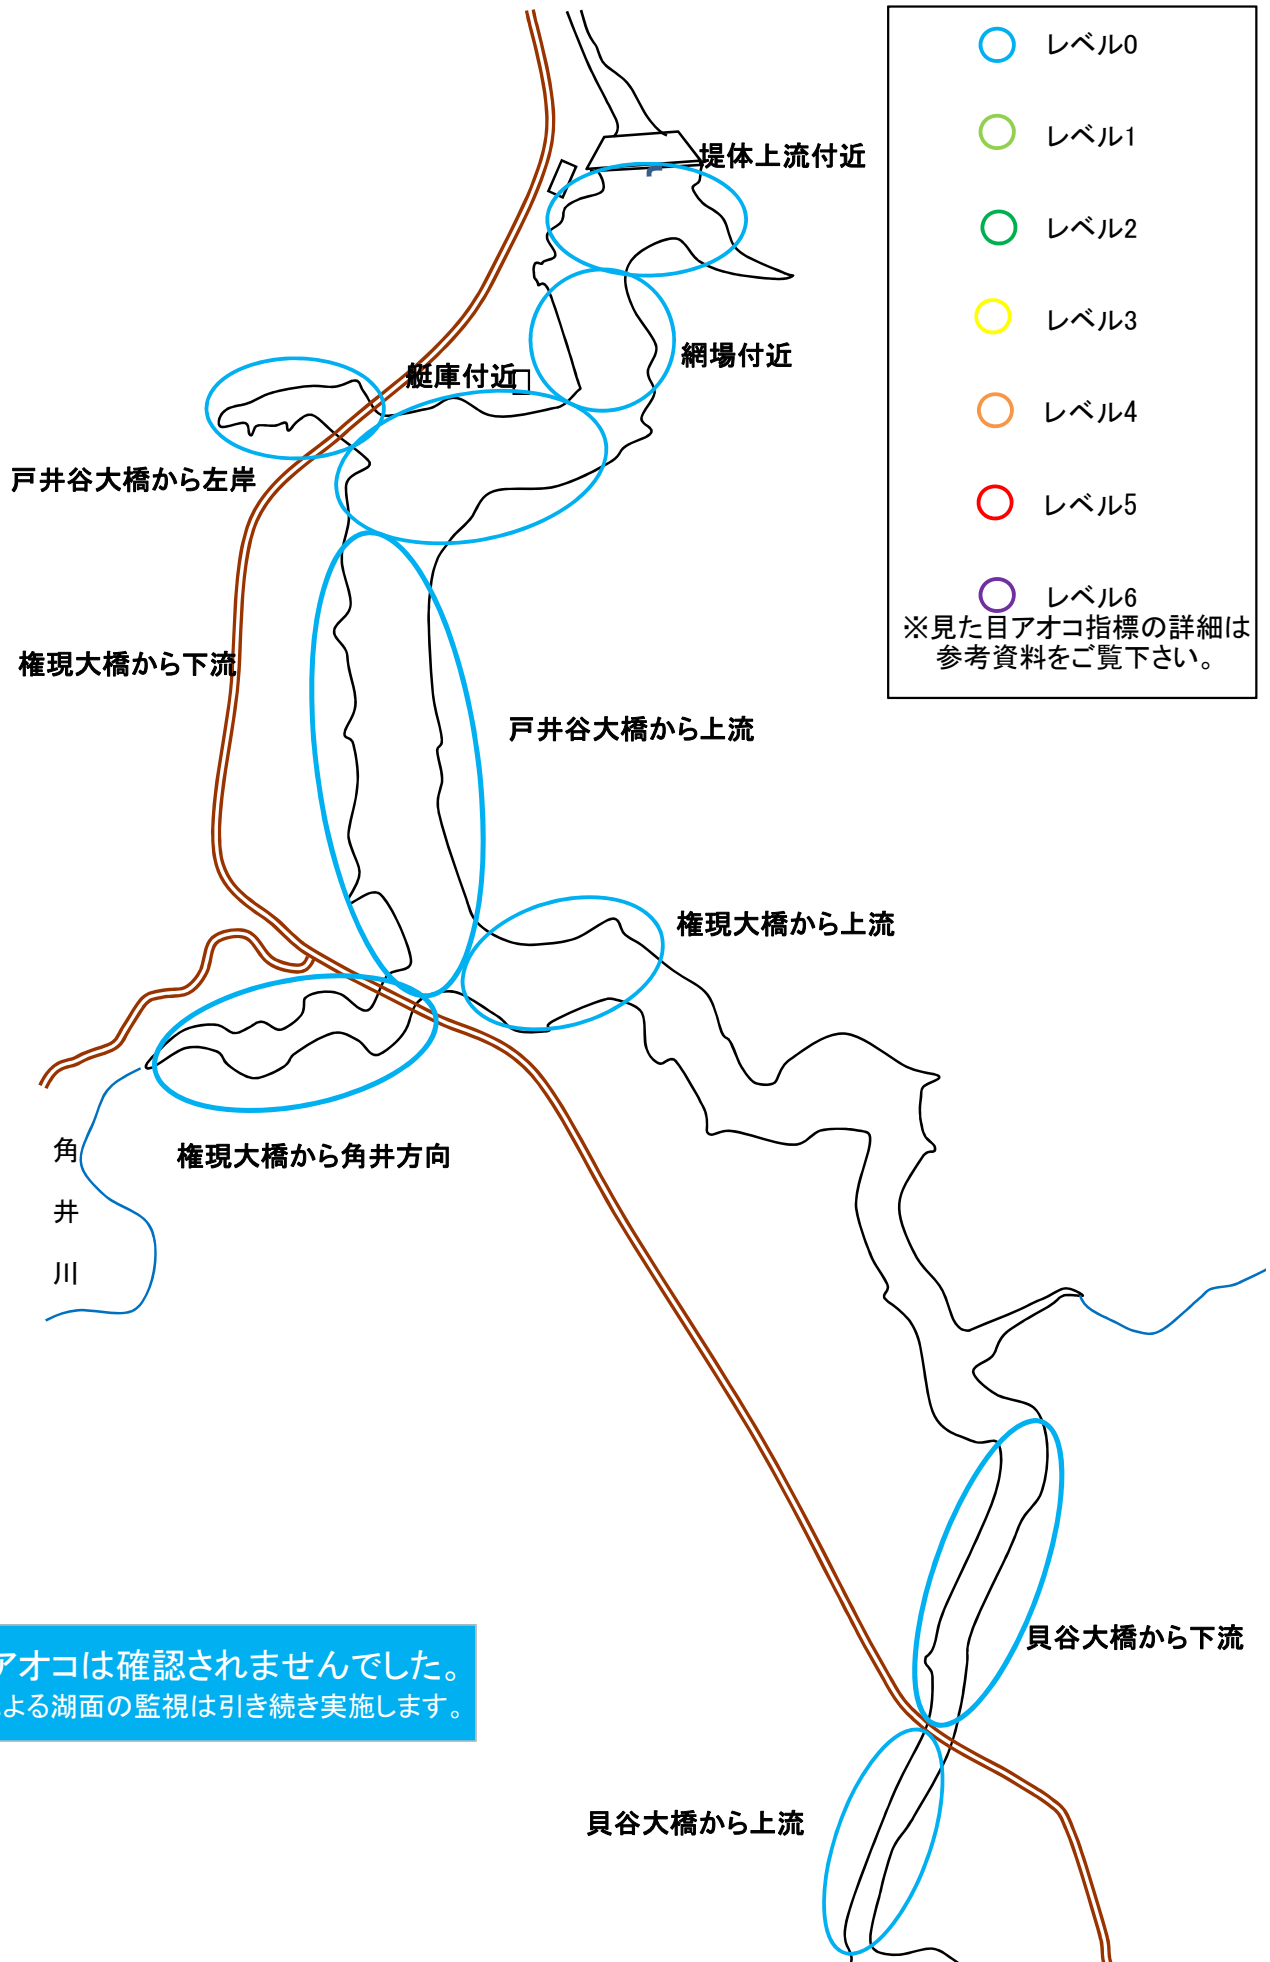 レベル0
レベル1
レベル2
レベル3
レベル4
レベル5
レベル6
※見た目アオコ指標の詳細は
参考資料をご覧下さい。
堤体上流付近
網場付近
艇庫付近
戸井谷大橋から左岸
権現大橋から下流
戸井谷大橋から上流
権現大橋から上流
権現大橋から角井方向
角
井
川
アオコは確認されませんでした。
よる湖面の監視は引き続き実施します。
貝谷大橋から下流
貝谷大橋から上流